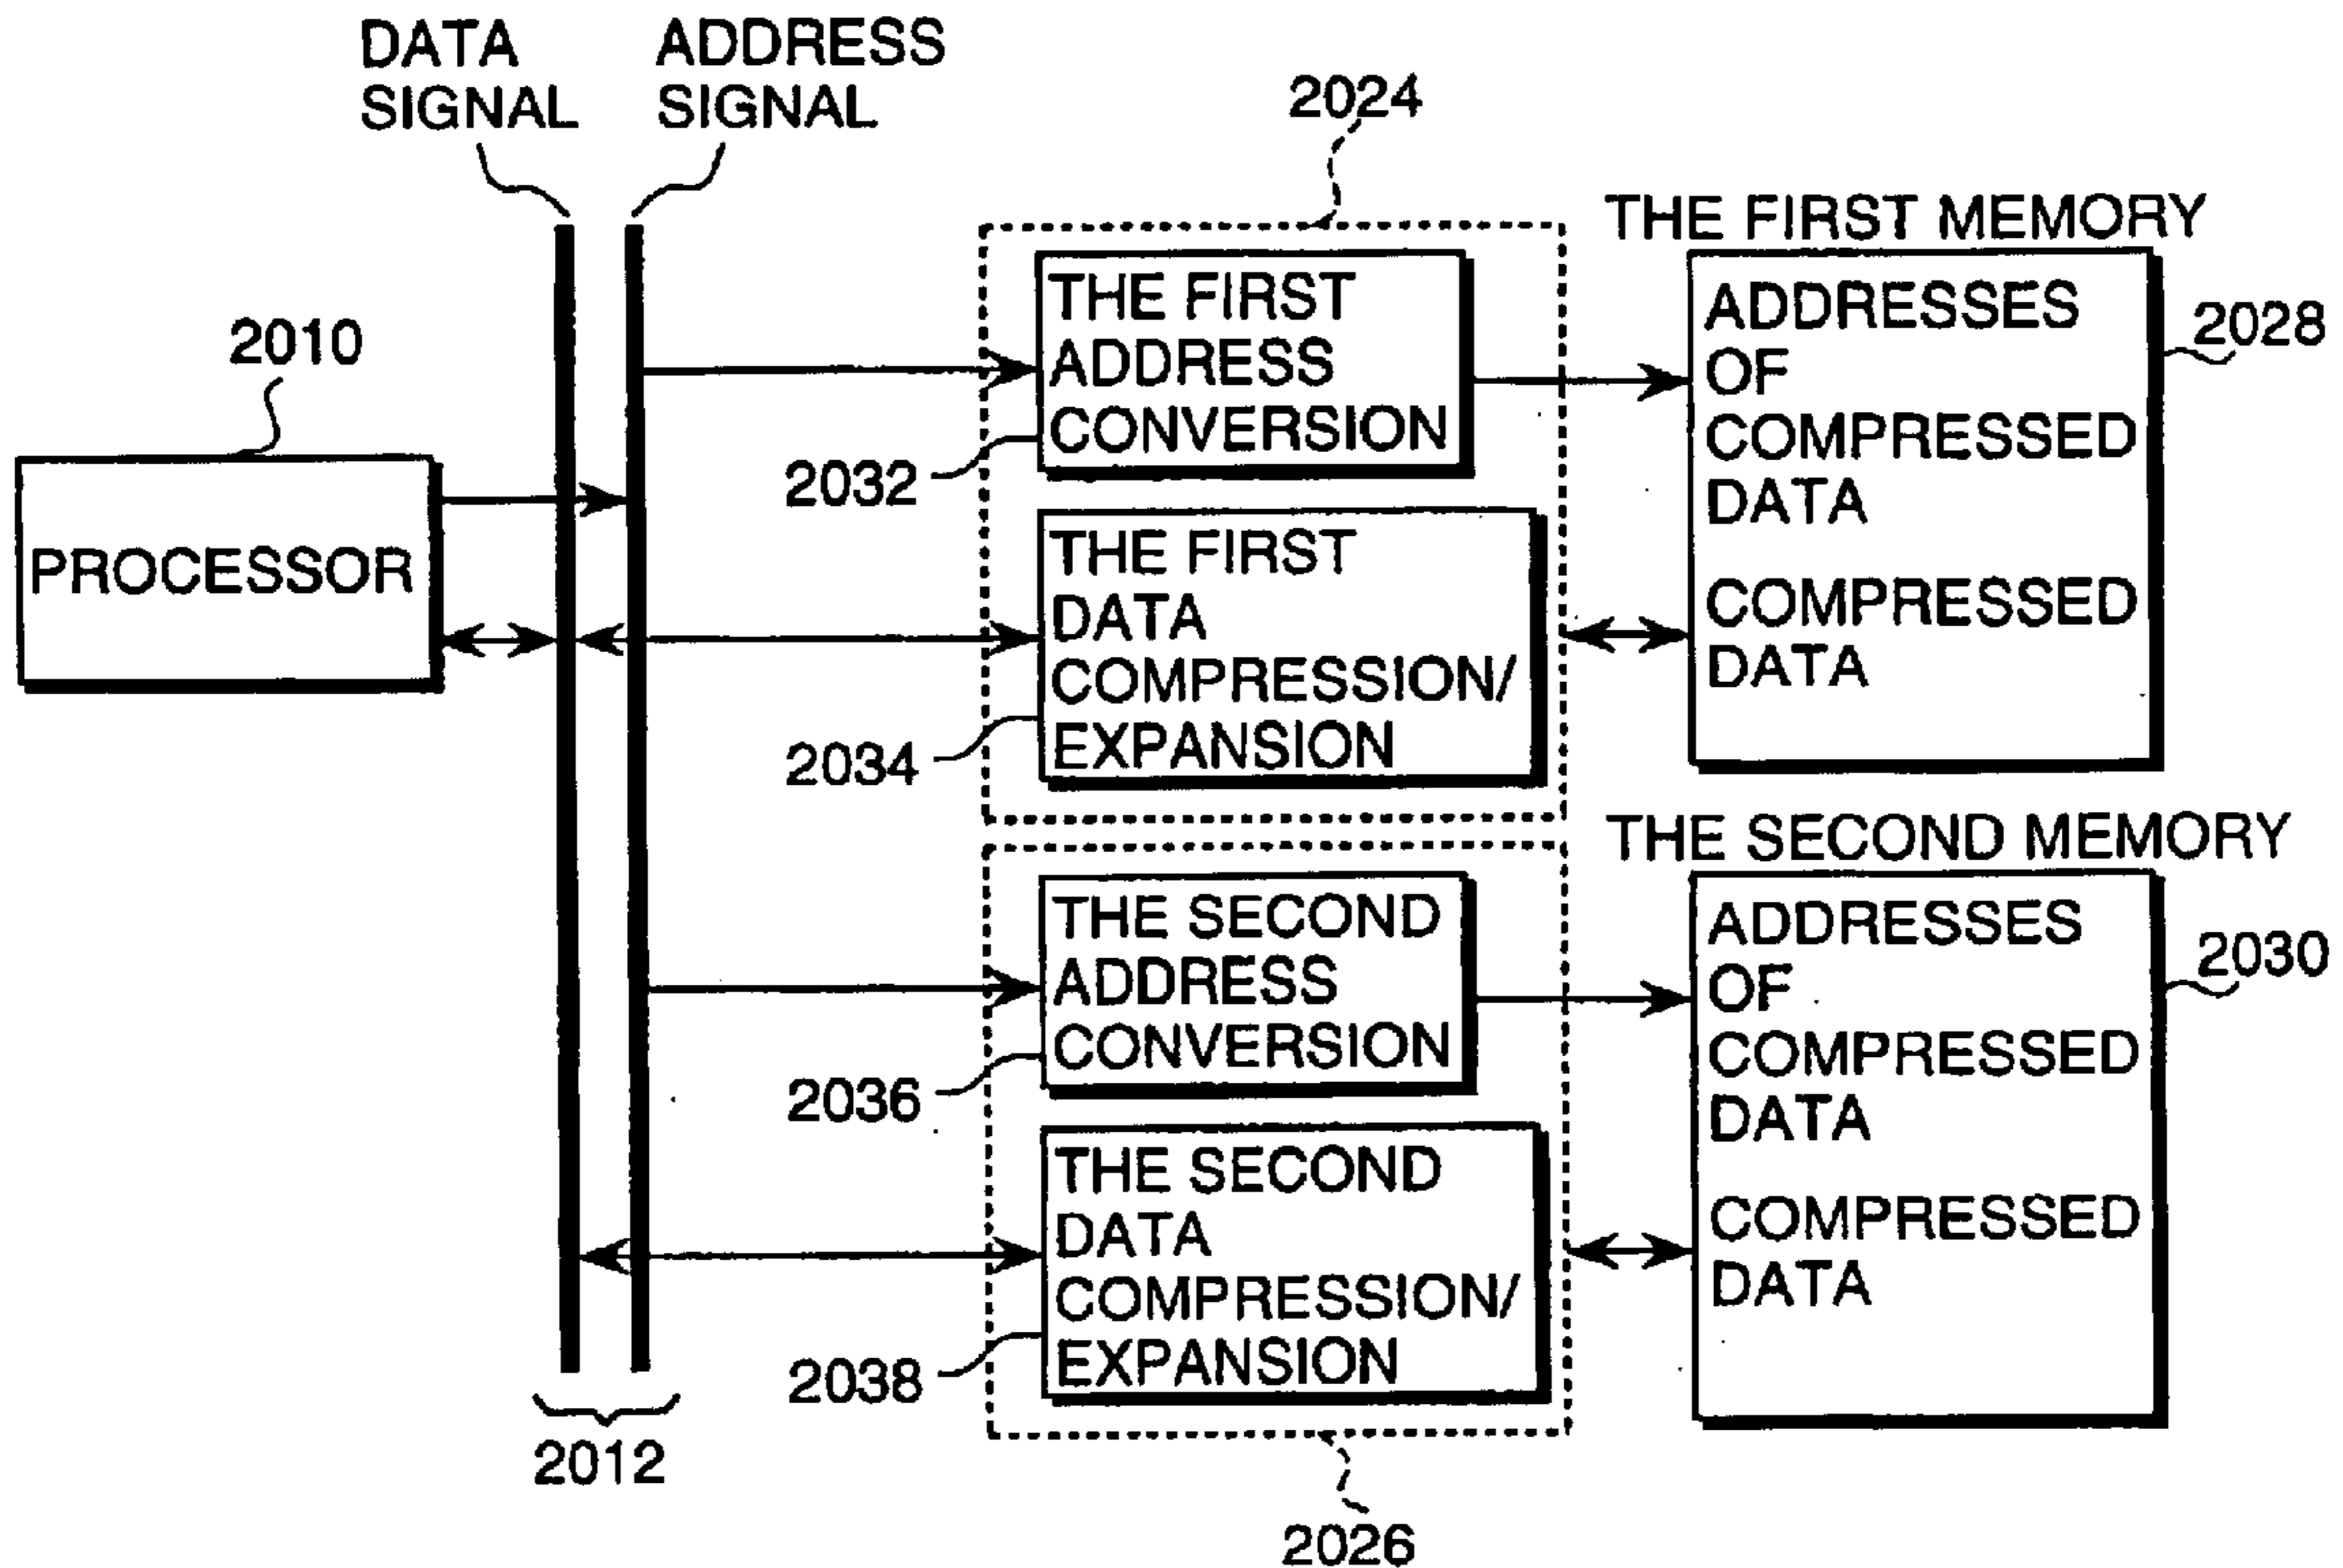 DATA
SIGNAL
ADDRESS
SIGNAL
2024
THE FIRST MEMORY
2010
PROCESSOR
THE FIRST
ADDRESS
CONVERSION
2032
ADDRESSES
OF
COMPRESSED
DATA
COMPRESSED
DATA
2028
THE FIRST
DATA
COMPRESSION/
EXPANSION
2034
THE SECOND MEMORY
THE SECOND
ADDRESS
CONVERSION
2036
ADDRESSES
OF
COMPRESSED
DATA
COMPRESSED
DATA
2030
THE SECOND
DATA
COMPRESSION/
EXPANSION
2038
2012
2026